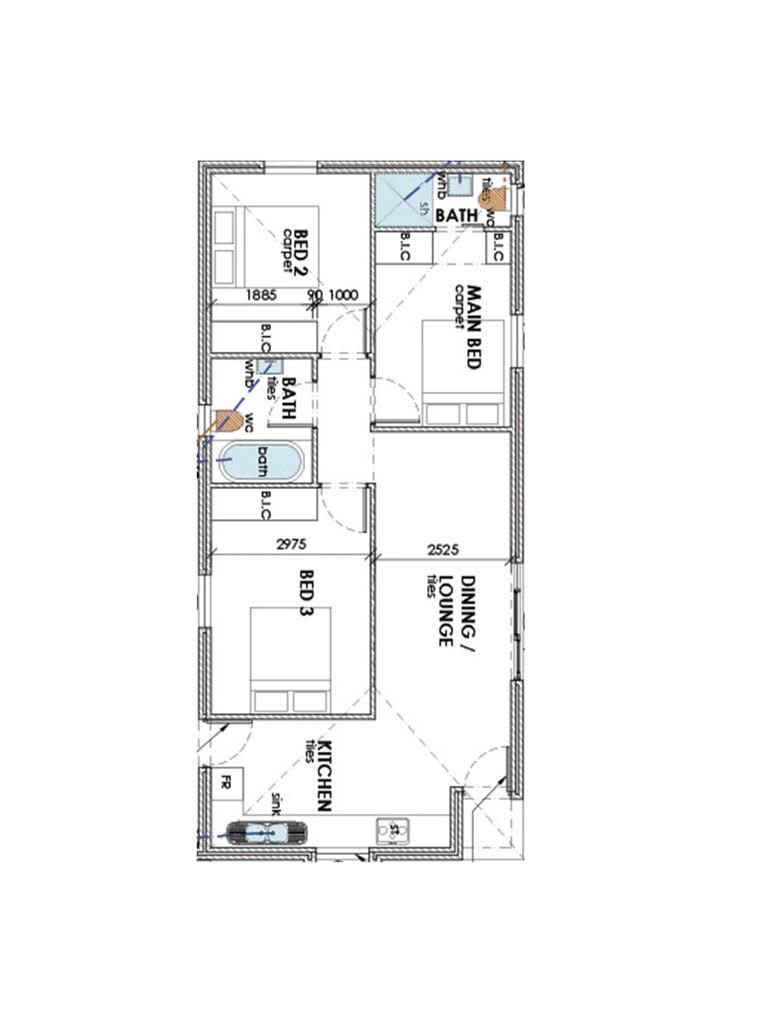 whb
tiles
wc
sh
BATH
B.I.C
B.I.C
BED 2
carpet
1885
90
1000
MAIN BED
carpet
B.I.C
whb
tiles
BATH
wc
bath
B.I.C
2975
2525
BED 3
DINING /
LOUNGE
tiles
KITCHEN
tiles
FR
sink
st